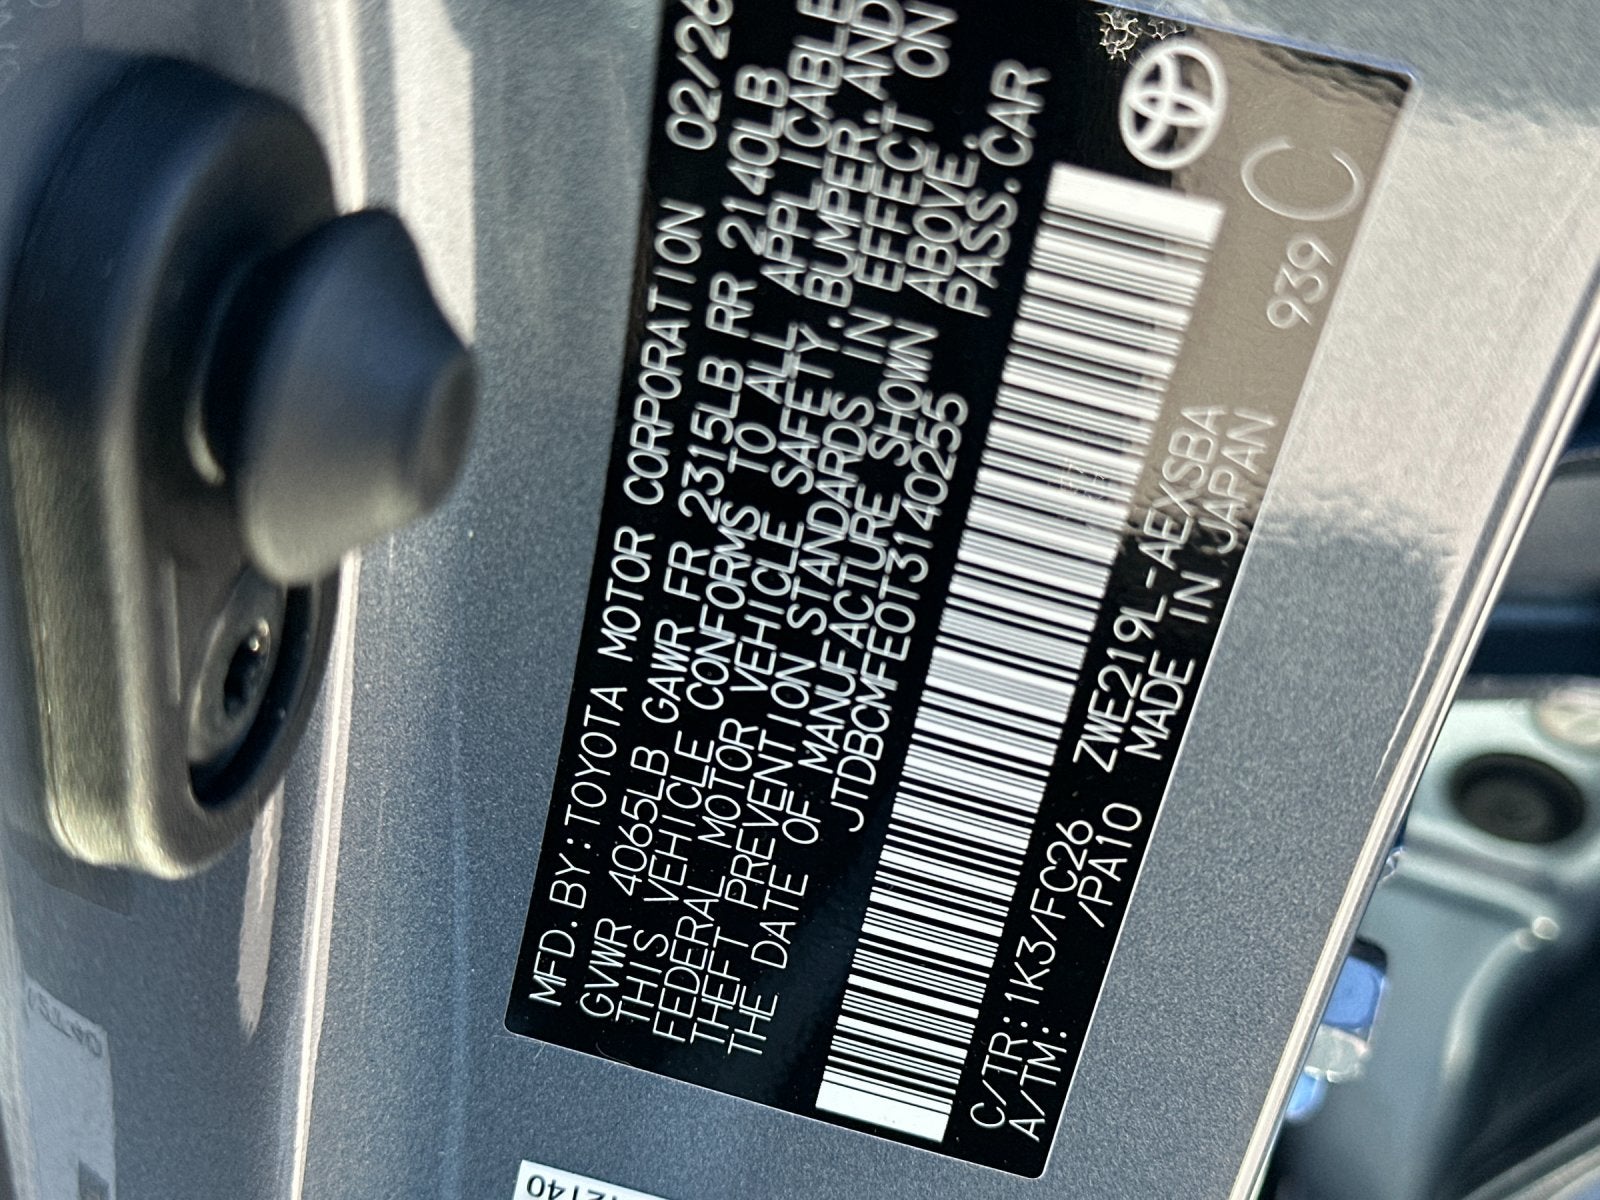 MFD.BY:TOYOTA MOTOR CORPORATION 02/26
GVWR 4065LB GAWR FR 2315LB RR 2140LB
THIS VEHICLE CONFORMS TO ALL APPLICABLE
FEDERAL MOTOR VEHICLE SAFETY, BUMPER, AND
THEFT PREVENTION STANDARDS IN EFFECT ON
THE DATE OF MANUFACTURE SHOWN ABOVE.
JTDBCMFE0T3140255 PASS.CAR
C/TR:1K3/FC26 ZWE219L-AEXSBA
A/TM: /PA10 MADE IN JAPAN
939 C
12140